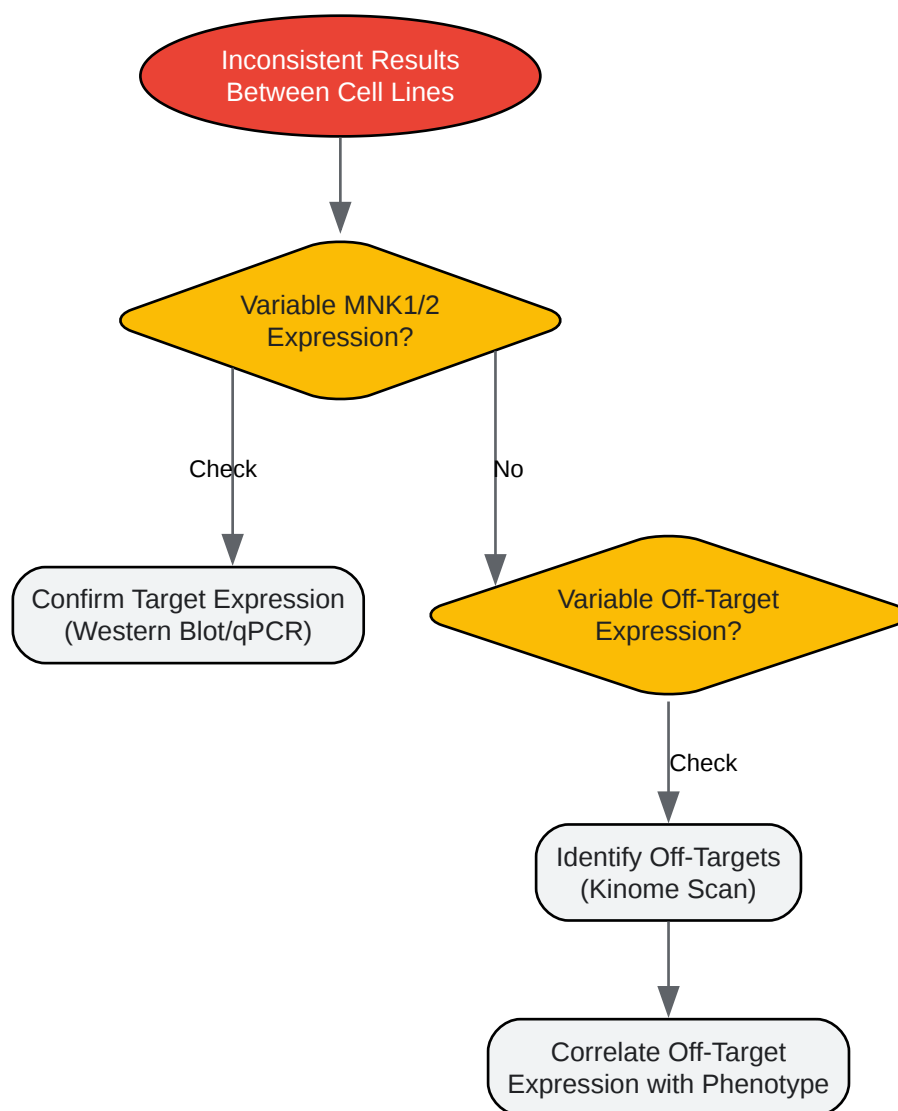 Inconsistent Results
Between Cell Lines
Variable MNK1/2
Expression?
Check
No
Confirm Target Expression
(Western Blot/qPCR)
Variable Off-Target
Expression?
Check
Identify Off-Targets
(Kinome Scan)
Correlate Off-Target
Expression with Phenotype